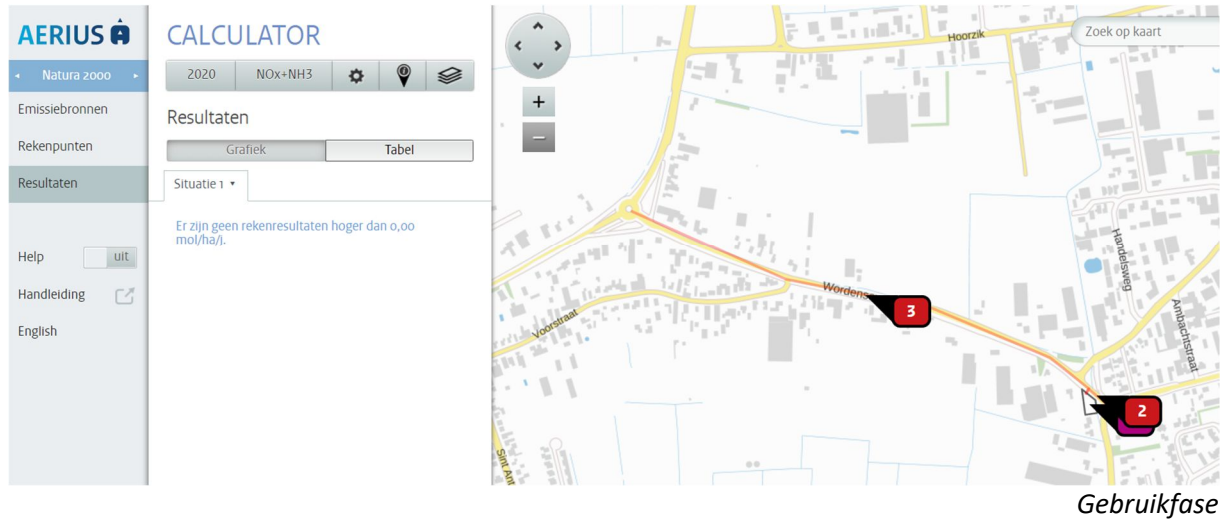 AERIUS
CALCULATOR
Natura 2000
2020 NOx+NH3
Emissiebronnen
Rekenpunten
Resultaten
Resultaten
Grafiek Tabel
Situatie 1
Er zijn geen rekenresultaten hoger dan 0,00
mol/ha/j.
Help uit
Handleiding
English
Zoek op kaart
Hoorzik
Handelsweg
Ambachtstraat
Voorstraat
Wordens
3
2
Sint Ant
Gebruikfase